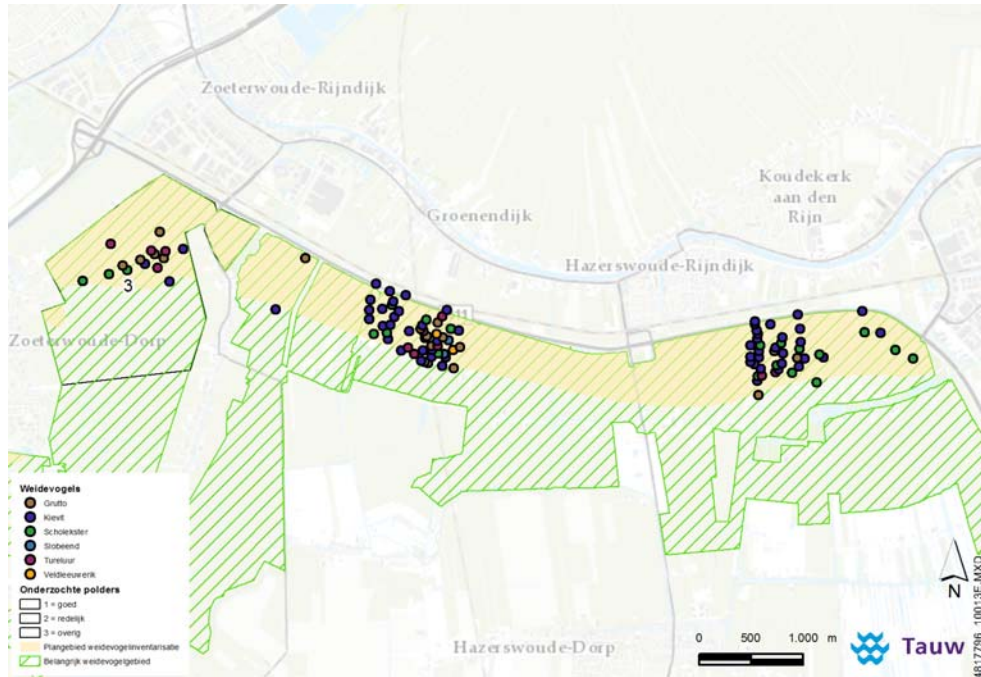 Zoeterwoude-Rijndijk
Koudekerk
aan den
Rijn
Groenendijk
Hazerswoude-Rijndijk
3
Zoeterwoude-Dorp
Weidevogels
Grutto
Kievit
Scholekster
Slobeend
Tureluur
Veldleeuwerik
Onderzochte polders
1 = goed
2 = redelijk
3 = overig
Plangebied weidevogelinventarisatie
Belangrijk weidevogelgebied
Hazerswoude-Dorp
0 500 1.000 m
N
Tauw
4817796_10013E.MXD